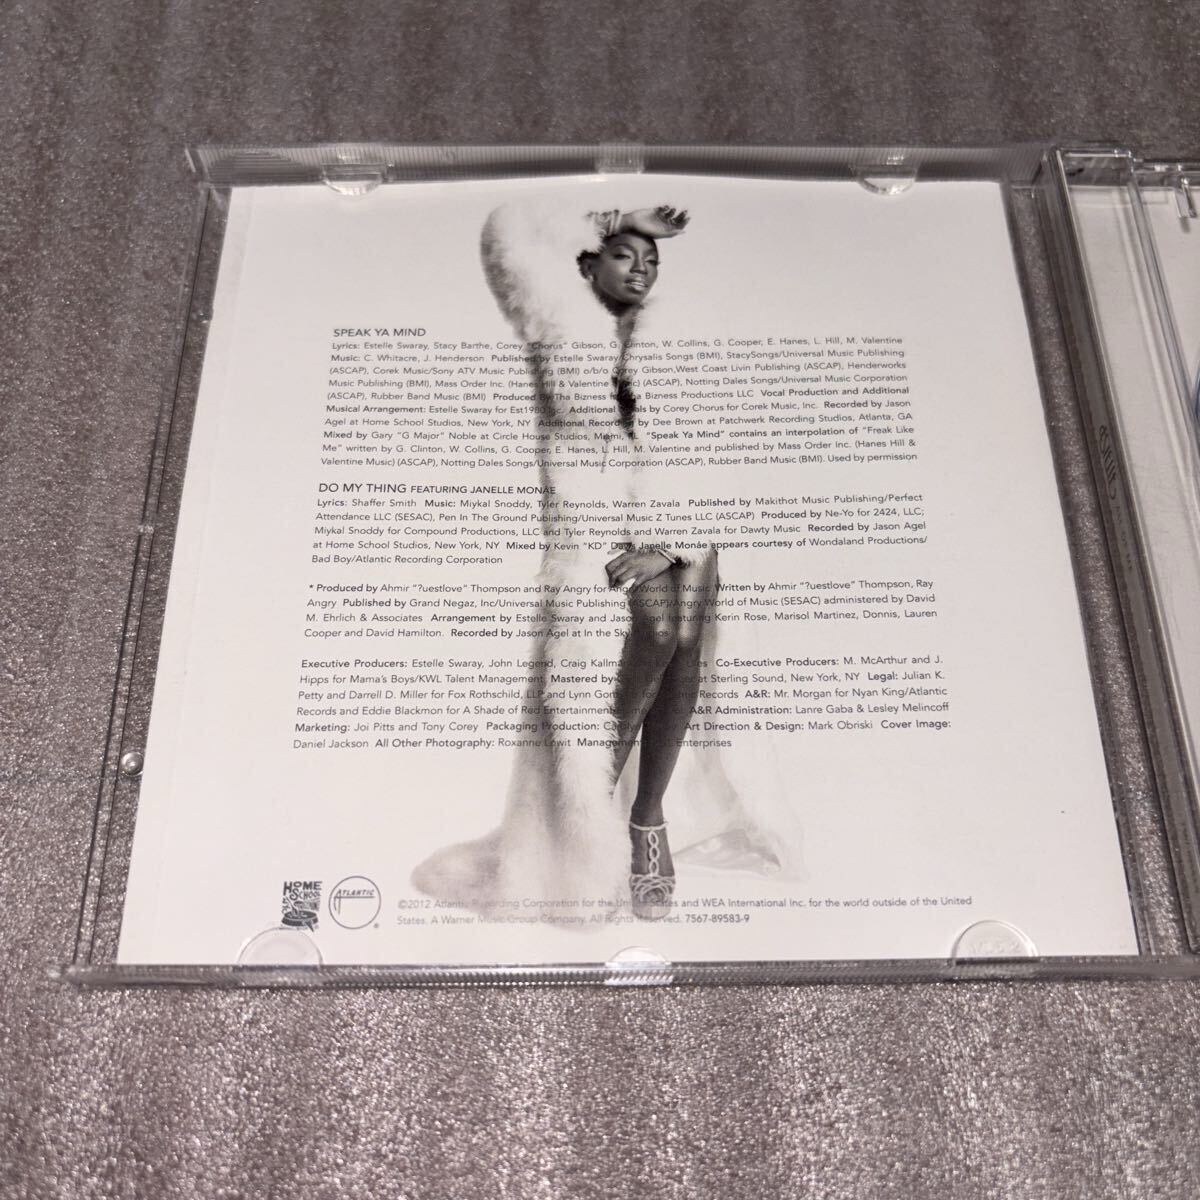 SPEAK YA MIND
Lyrics: Estelle Swaray, Stacy Barthe, Corey "Chorus" Gibson, G. Clinton, W. Collins, G. Cooper, E. Hanes, L. Hill, M. Valentine
Music: C. Whitacre, J. Henderson Published by Estelle Swaray/Chrysalis Songs (BMI), StacySongs/Universal Music Publishing
(ASCAP), Corek Music/Sony ATV Music Publishing (BMI) o/b/o Corey Gibson,West Coast Livin Publishing (ASCAP), Henderworks
Music Publishing (BMI), Mass Order Inc. (Hanes Hill & Valentine Music) (ASCAP), Notting Dales Songs/Universal Music Corporation
(ASCAP), Rubber Band Music (BMI) Produced by Tha Bizness for Tha Bizness Productions LLC Vocal Production and Additional
Musical Arrangement: Estelle Swaray for Est1980 Inc. Additional Vocals by Corey Chorus for Corek Music, Inc. Recorded by Jason
Agel at Home School Studios, New York, NY Additional Recording by Dee Brown at Patchwerk Recording Studios, Atlanta, GA
Mixed by Gary "G Major" Noble at Circle House Studios, Miami, FL "Speak Ya Mind" contains an interpolation of "Freak Like
Me" written by G. Clinton, W. Collins, G. Cooper, E. Hanes, L. Hill, M. Valentine and published by Mass Order Inc. (Hanes Hill &
Valentine Music) (ASCAP), Notting Dales Songs/Universal Music Corporation (ASCAP), Rubber Band Music (BMI). Used by permission
DO MY THING FEATURING JANELLE MONÁE
Lyrics: Shaffer Smith Music: Miykal Snoddy, Tyler Reynolds, Warren Zavala Published by Makithot Music Publishing/Perfect
Attendance LLC (SESAC), Pen In The Ground Publishing/Universal Music Z Tunes LLC (ASCAP) Produced by Ne-Yo for 2424, LLC;
Miykal Snoddy for Compound Productions, LLC and Tyler Reynolds and Warren Zavala for Dawty Music Recorded by Jason Agel
at Home School Studios, New York, NY Mixed by Kevin "KD" Davis Janelle Monáe appears courtesy of Wondaland Productions/
Bad Boy/Atlantic Recording Corporation
* Produced by Ahmir "?uestlove" Thompson and Ray Angry for Angry World of Music Written by Ahmir "?uestlove" Thompson, Ray
Angry Published by Grand Negaz, Inc/Universal Music Publishing (ASCAP)/Angry World of Music (SESAC) administered by David
M. Ehrlich & Associates Arrangement by Estelle Swaray and Jason Agel featuring Kerin Rose, Marisol Martinez, Donnis, Lauren
Cooper and David Hamilton. Recorded by Jason Agel at In the Sky Studios
Executive Producers: Estelle Swaray, John Legend, Craig Kallman Co-Executive Producers: M. McArthur and J.
Hipps for Mama's Boys/KWL Talent Management Mastered by at Sterling Sound, New York, NY Legal: Julian K.
Petty and Darrell D. Miller for Fox Rothschild, LLP and Lynn for Records A&R: Mr. Morgan for Nyan King/Atlantic
Records and Eddie Blackmon for A Shade of Red Entertainment A&R Administration: Lanre Gaba & Lesley Melincoff
Marketing: Joi Pitts and Tony Corey Packaging Production: Art Direction & Design: Mark Obriski Cover Image:
Daniel Jackson All Other Photography: Roxanne Lowit Management: Enterprises
HOME SCHOOL
ATLANTIC
©2012 Atlantic Recording Corporation for the United States and WEA International Inc. for the world outside of the United
States. A Warner Music Group Company. All Rights Reserved. 7567-89583-9